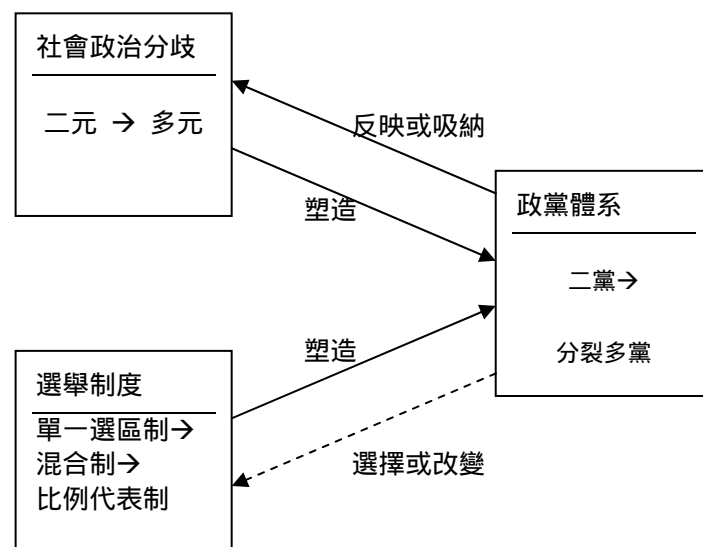 社會政治分歧
二元 → 多元
反映或吸納
塑造
政黨體系
二黨→
分裂多黨
塑造
選舉制度
單一選區制→
混合制→
比例代表制
選擇或改變